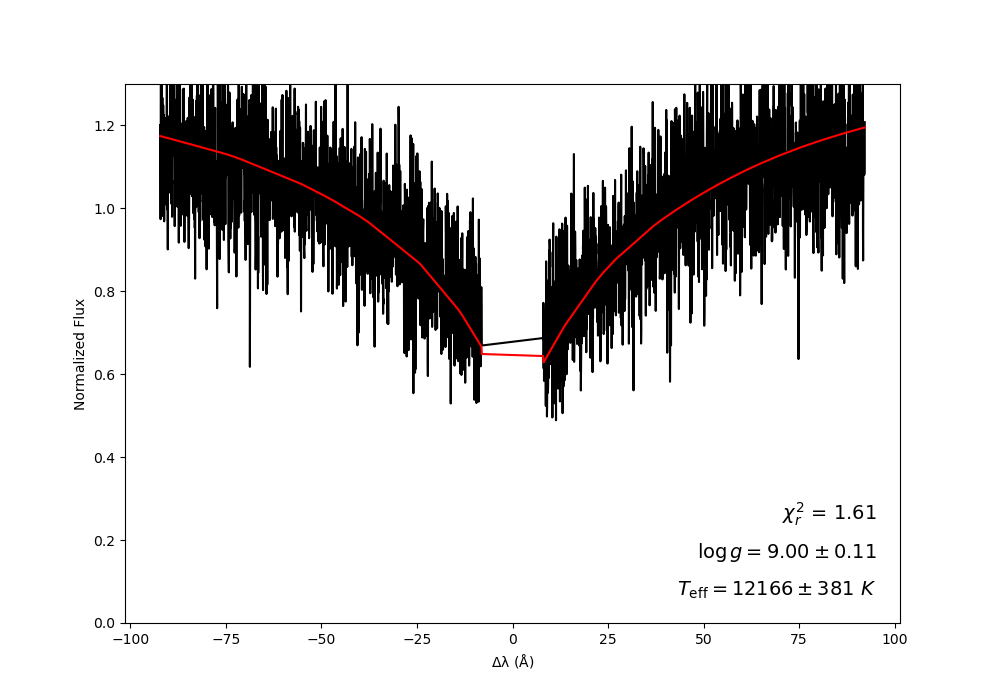 1.2
1.0
0.8
0.6
0.4
0.2
0.0
Normalized Flux
−100 −75 −50 −25 0 25 50 75 100
Δλ (Å)
χ²ᵣ = 1.61
log g = 9.00 ± 0.11
T_eff = 12166 ± 381 K